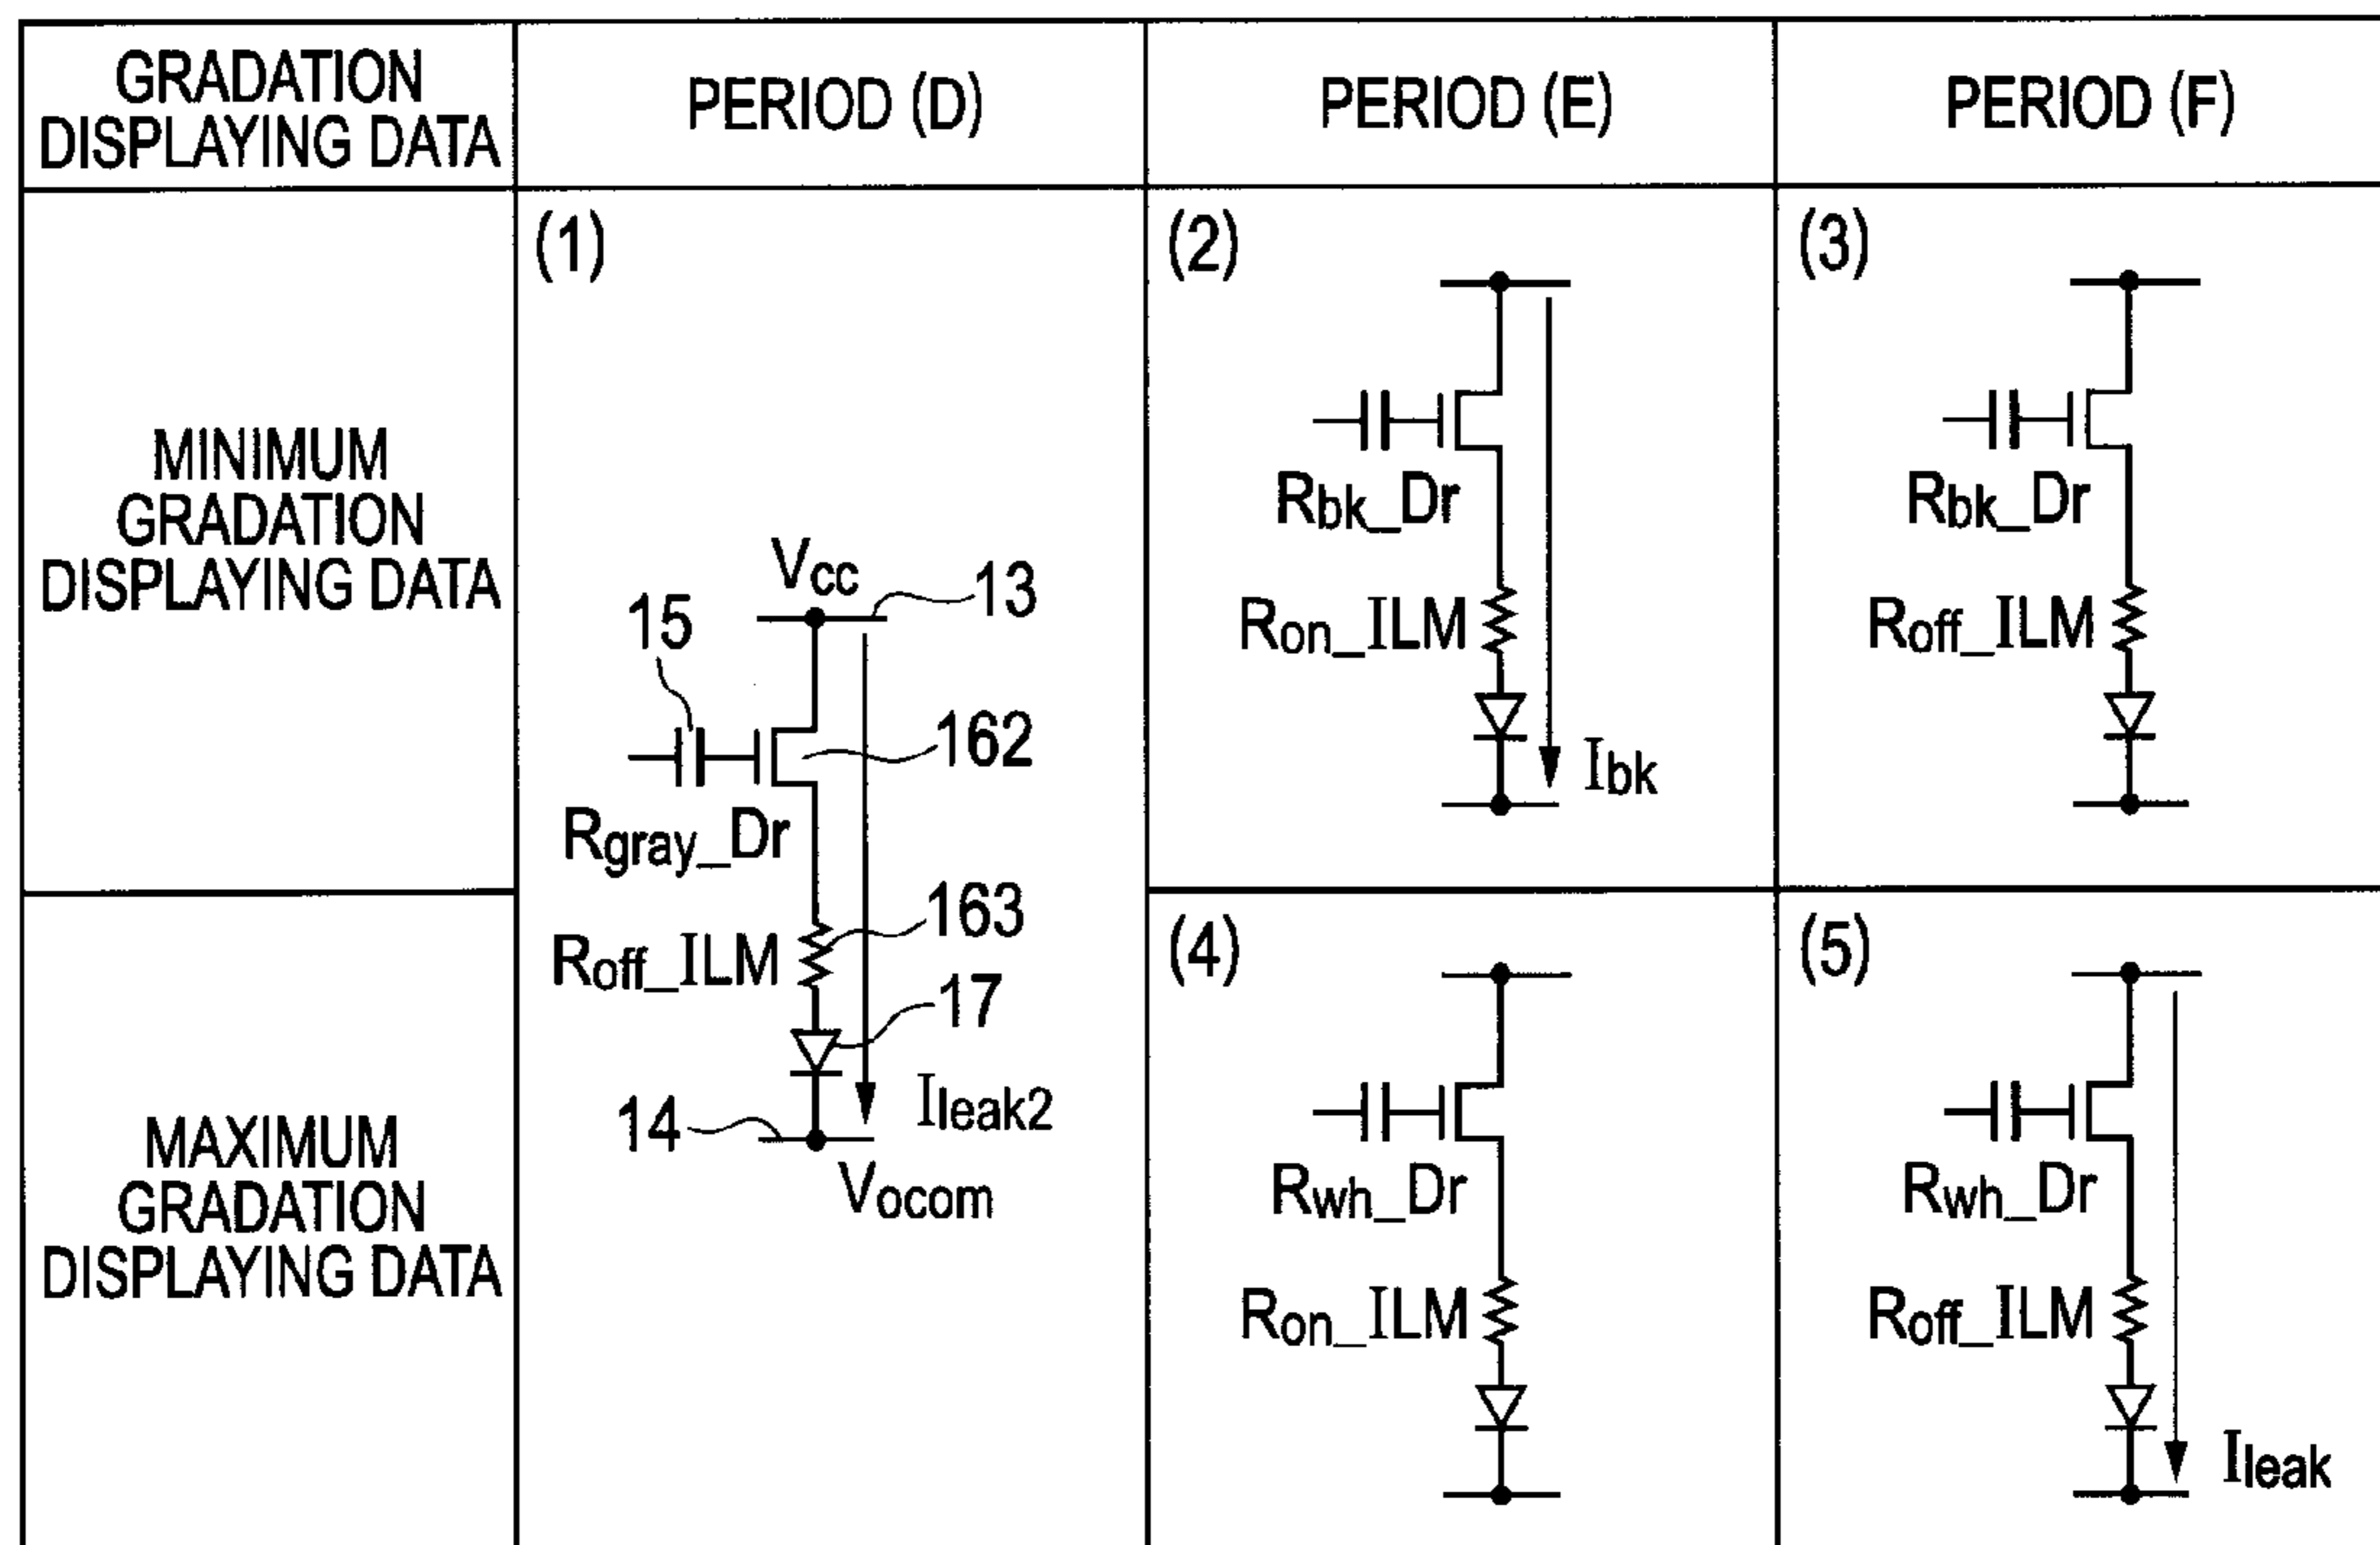 GRADATION
DISPLAYING DATA
PERIOD (D)
PERIOD (E)
PERIOD (F)
MINIMUM
GRADATION
DISPLAYING DATA
(1)
Vcc
13
15
162
Rgray_Dr
163
Roff_ILM
17
Ileak2
14
Vocom
(2)
Rbk_Dr
Ron_ILM
Ibk
(3)
Rbk_Dr
Roff_ILM
MAXIMUM
GRADATION
DISPLAYING DATA
(4)
Rwh_Dr
Ron_ILM
(5)
Rwh_Dr
Roff_ILM
Ileak